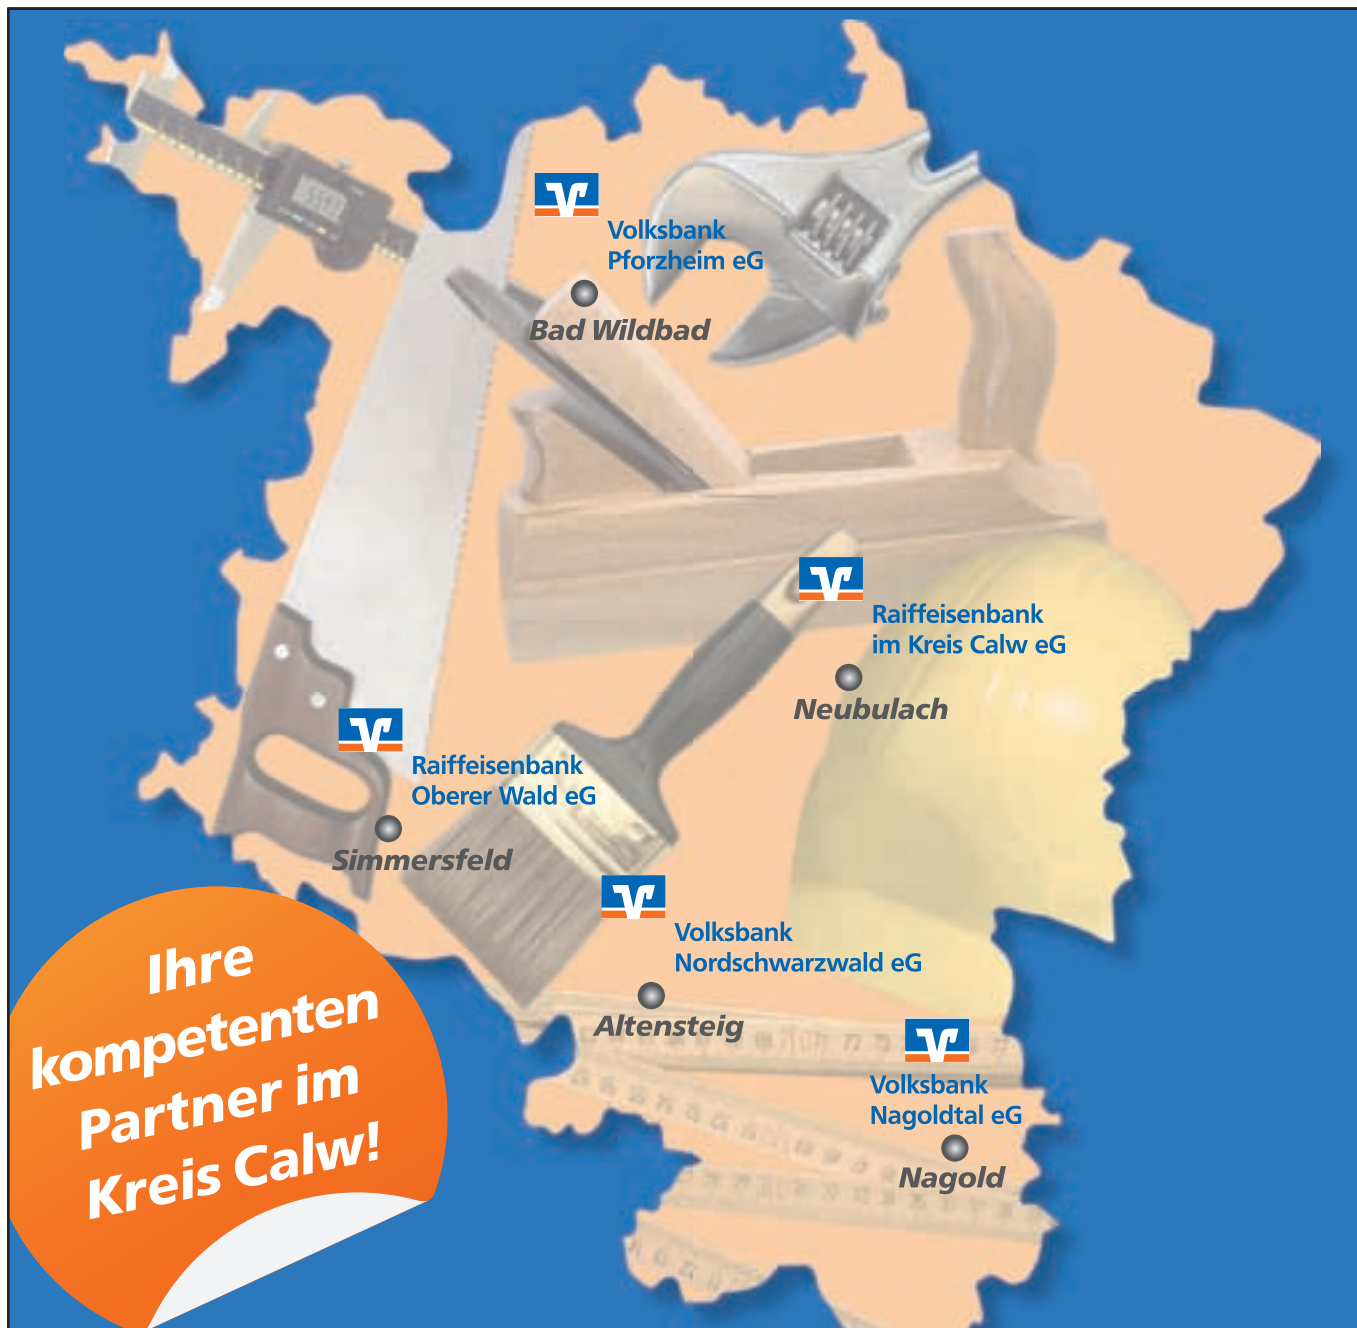 Volksbank
Pforzheim eG
Bad Wildbad
Raiffeisenbank
im Kreis Calw eG
Neubulach
Raiffeisenbank
Oberer Wald eG
Simmersfeld
Volksbank
Nordschwarzwald eG
Altensteig
Volksbank
Nagoldtal eG
Nagold
Ihre
kompetenten
Partner im
Kreis Calw!